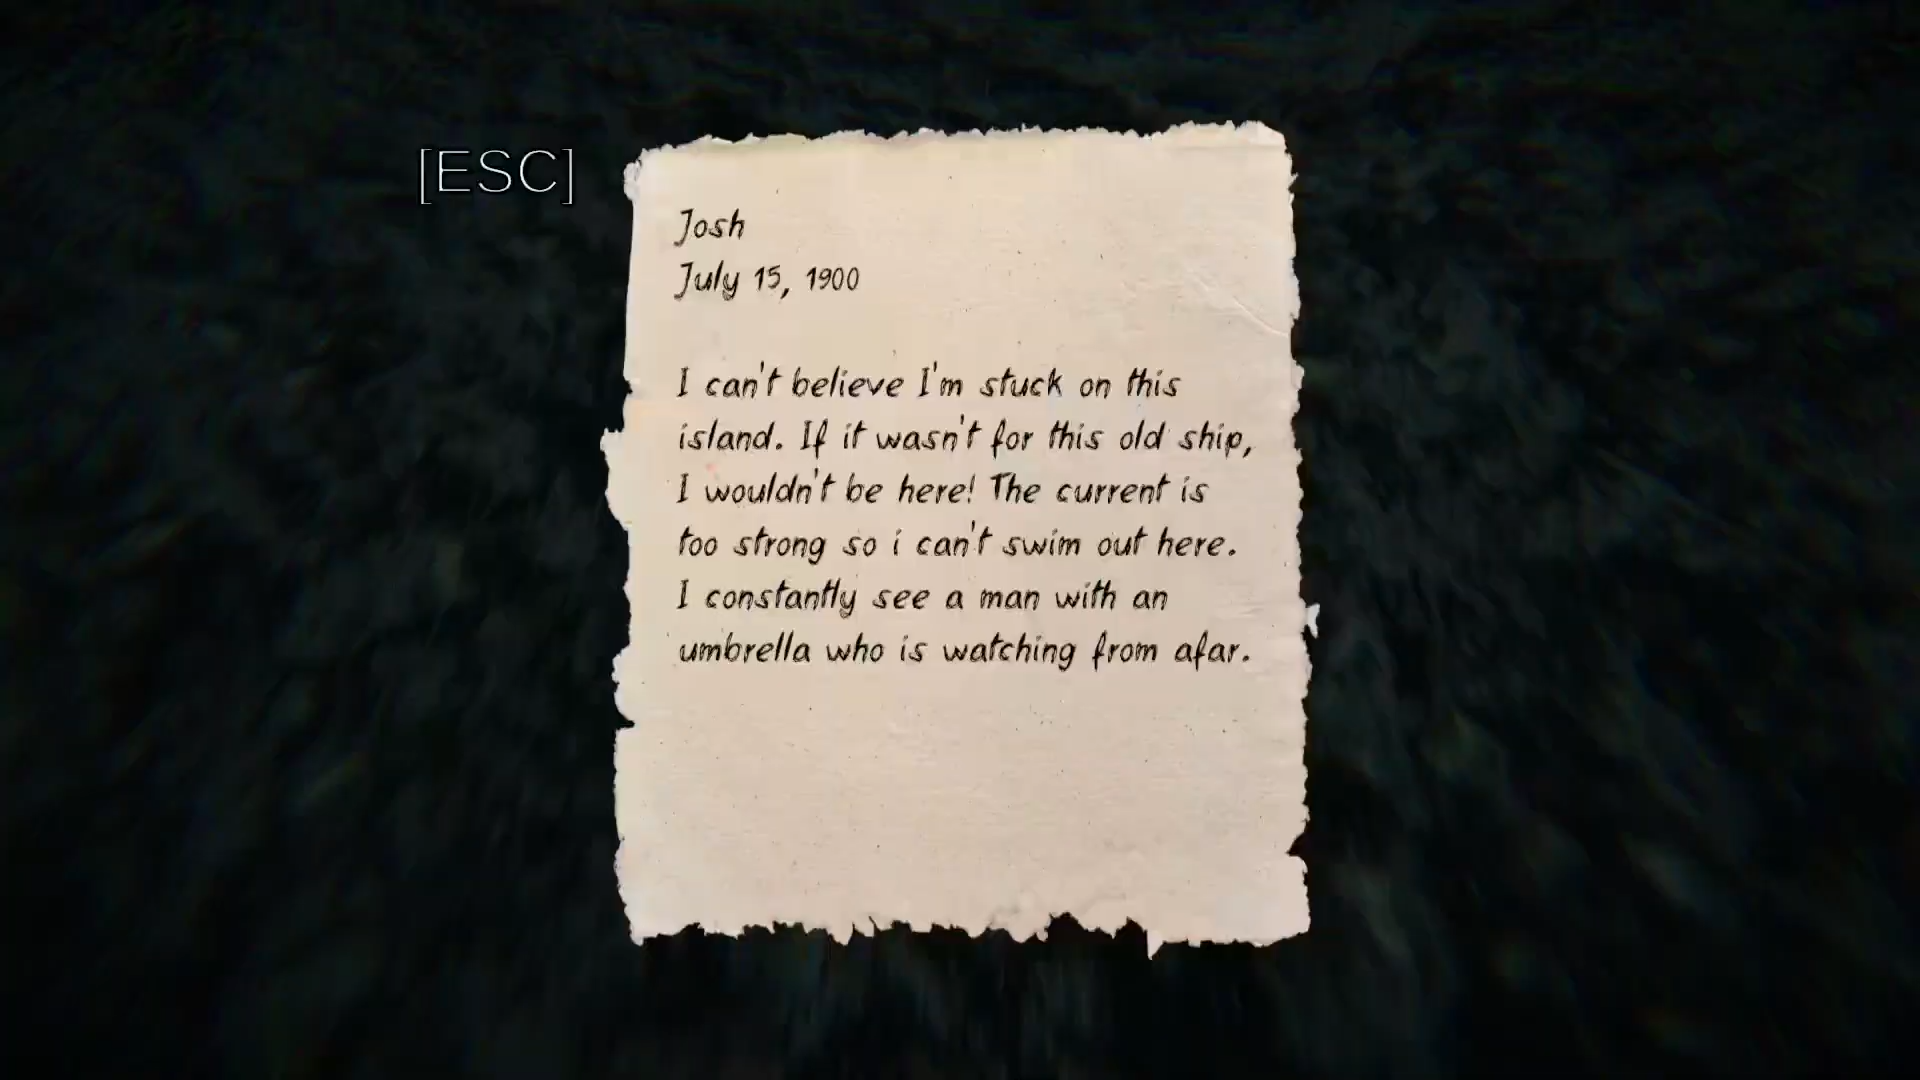 [ESC]
Josh
July 15, 1900
I can't believe I'm stuck on this
island. If it wasn't for this old ship,
I wouldn't be here! The current is
too strong so i can't swim out here.
I constantly see a man with an
umbrella who is watching from afar.